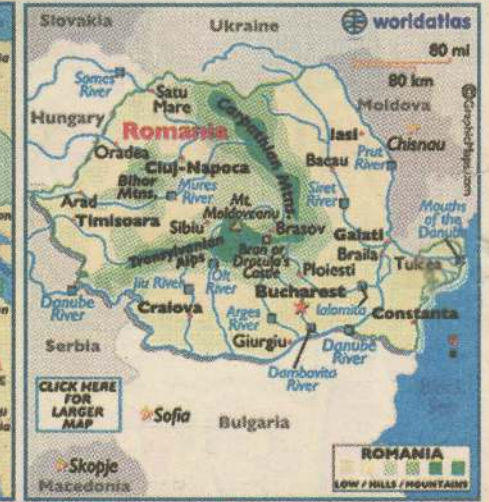 Slovakia
Ukraine
worldatlas
80 mi
80 km
Somes
River
Satu
Mare
Moldova
©GraphicMaps.com
Hungary
Carpathian Mtns.
Romania
Iasi
Chisnau
Oradea
Cluj-Napoca
Bacau
Prut
River
Bihor
Mtns.
Mures
River
Siret
River
Mt.
Moldoveanu
Mouths
of the
Danube
Arad
Timisoara
Sibiu
Brasov
Galati
Transylvanian
Alps
Bran or
Dracula's
Castle
Braila
Tulcea
Olt
River
Ploiesti
Jiu River
Danube
River
Bucharest
Craiova
Arges
River
Ialomita
Constanta
Serbia
Giurgiu
Danube
River
Dambovita
River
Black
Sea
CLICK HERE
FOR
LARGER
MAP
Sofia
Bulgaria
Skopje
Macedonia
ROMANIA
LOW / HILLS / MOUNTAINS